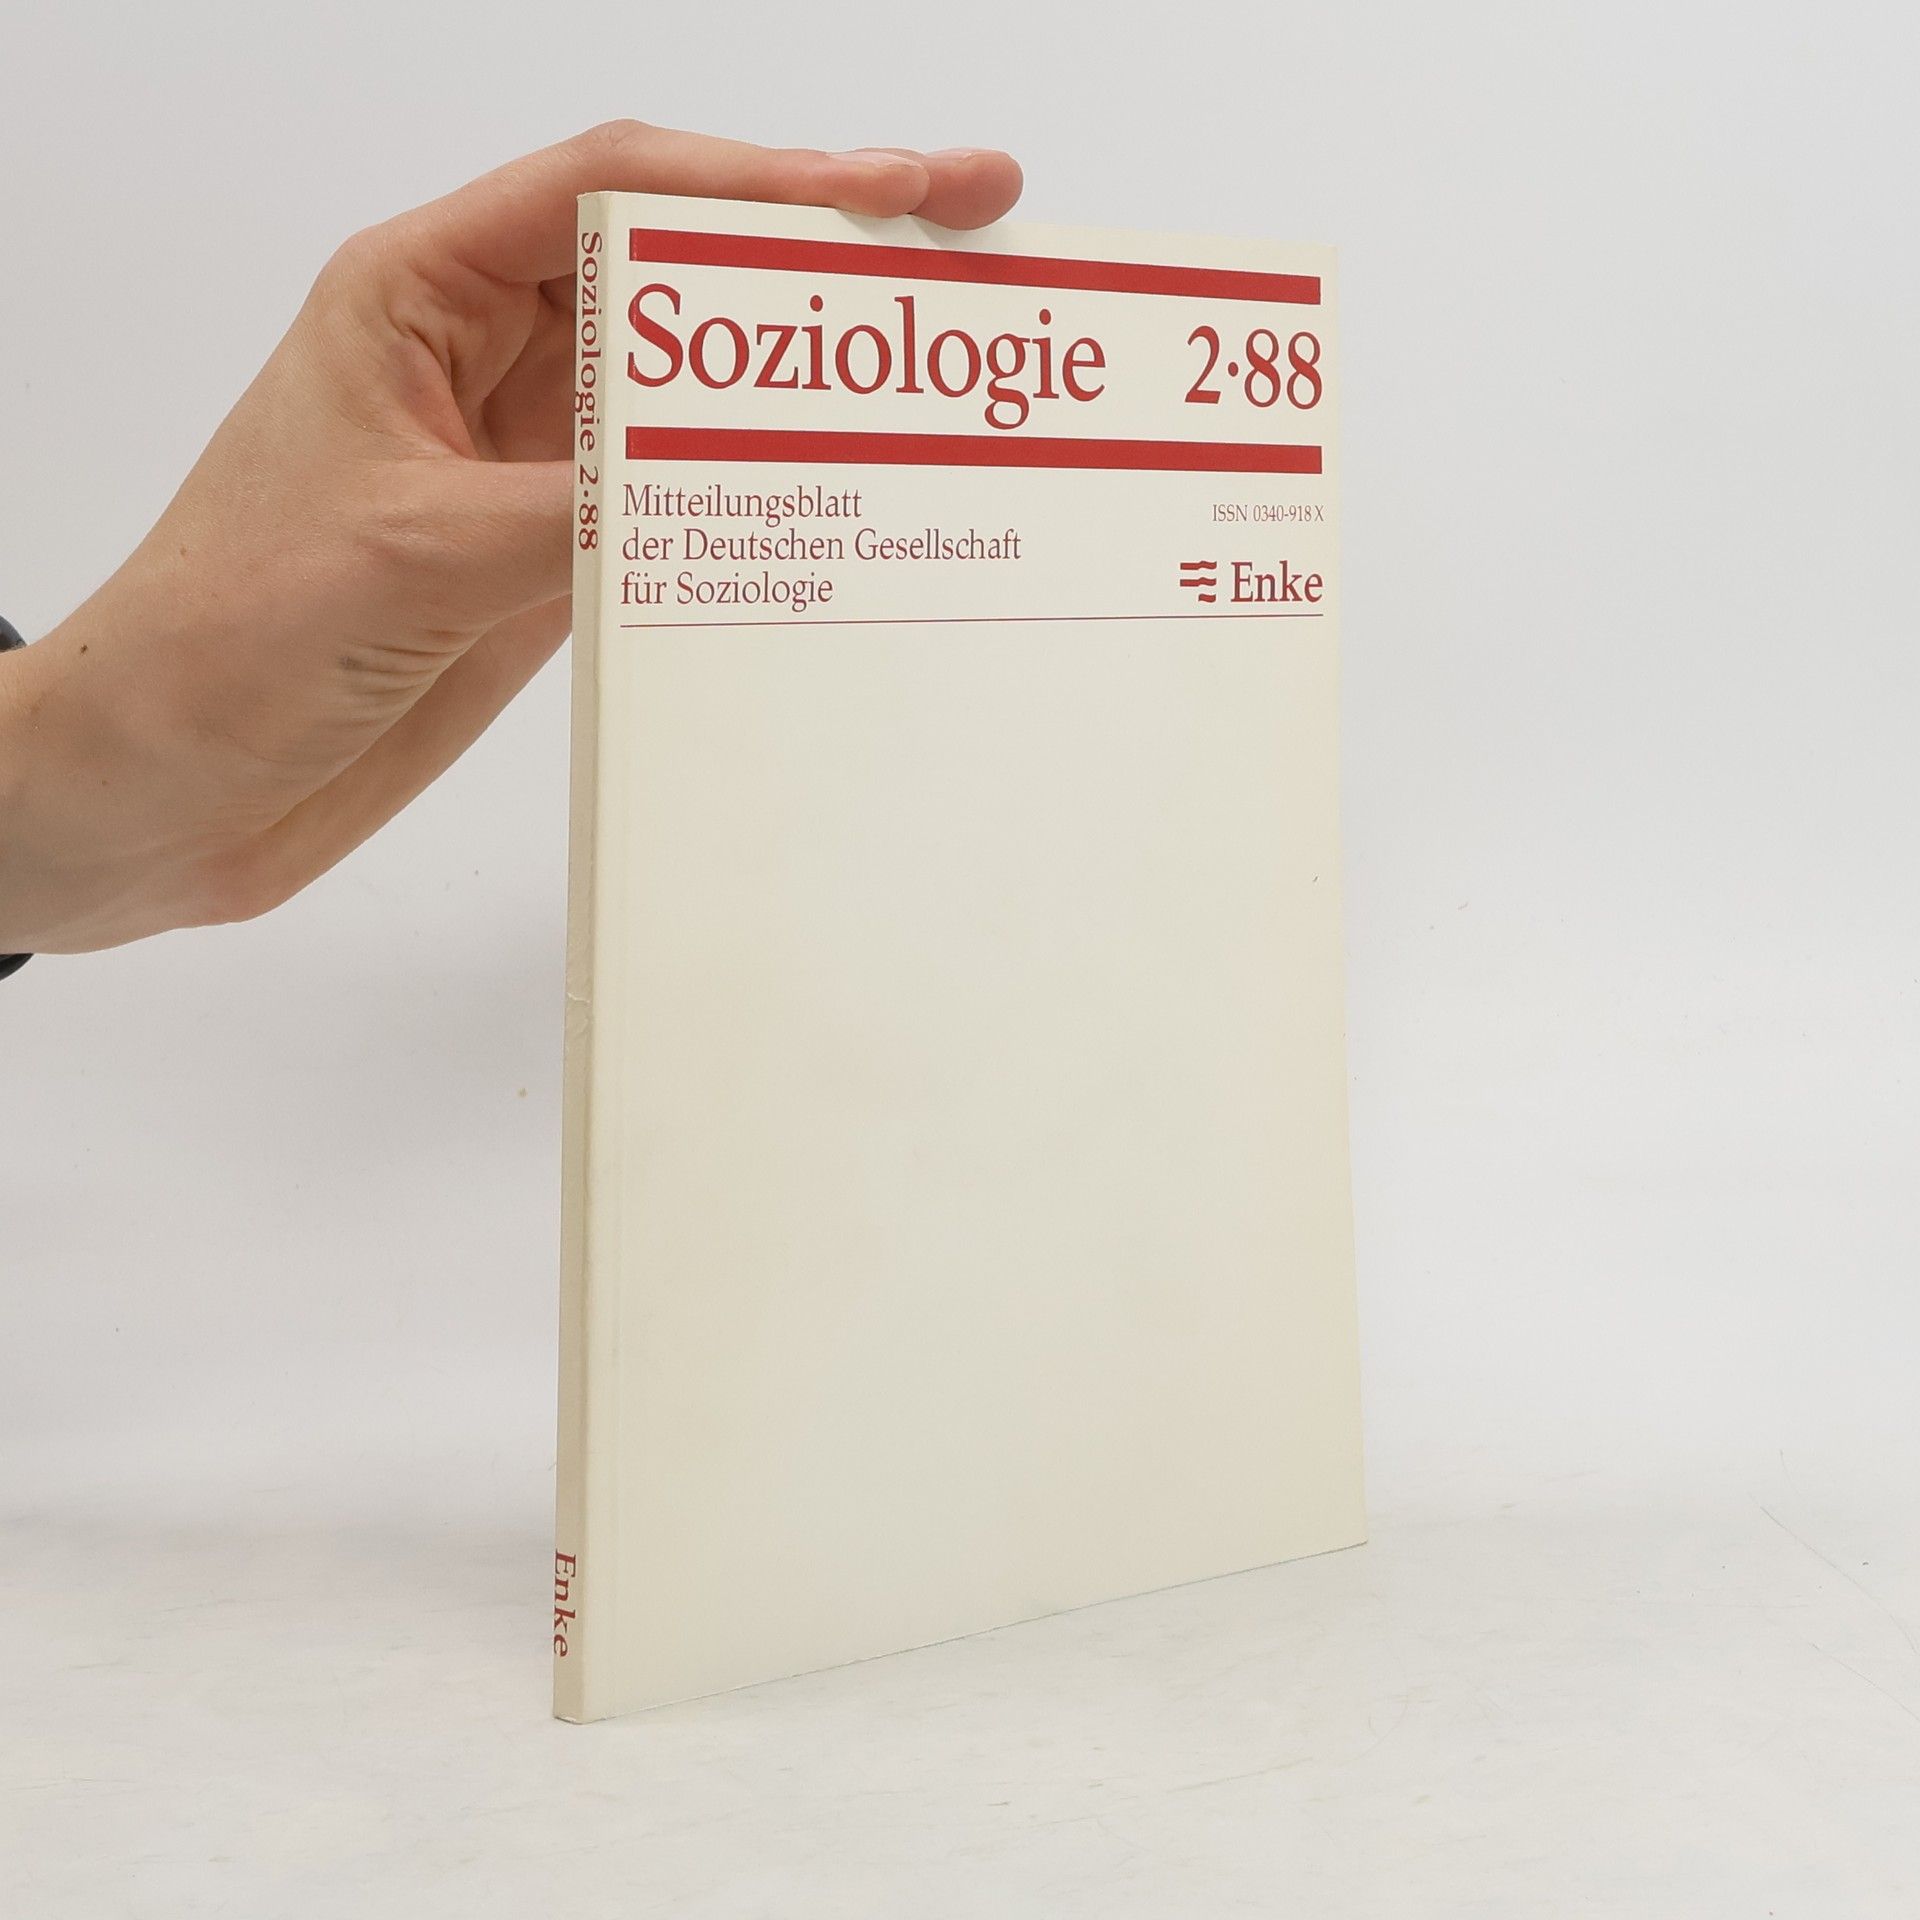 Soziologie 2·88
Mitteilungsblatt
der Deutschen Gesellschaft
für Soziologie
ISSN 0340-918 X
Enke
Soziologie 2·88
Enke